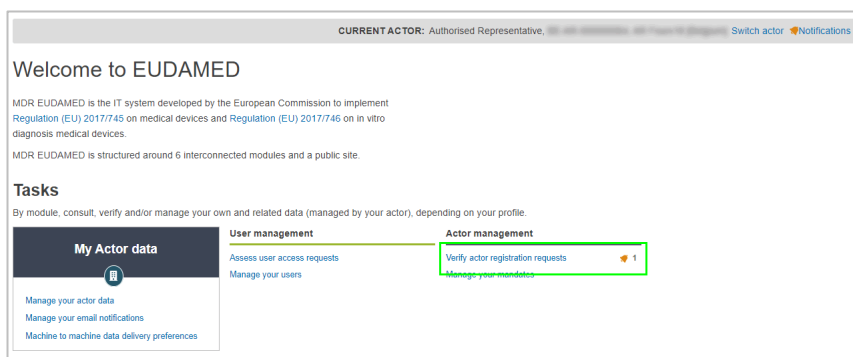 CURRENT ACTOR: Authorised Representative, Switch actor Notifications
Welcome to EUDAMED
MDR EUDAMED is the IT system developed by the European Commission to implement
Regulation (EU) 2017/745 on medical devices and Regulation (EU) 2017/746 on in vitro
diagnosis medical devices.
MDR EUDAMED is structured around 6 interconnected modules and a public site.
Tasks
By module, consult, verify and/or manage your own and related data (managed by your actor), depending on your profile.
My Actor data
Manage your actor data
Manage your email notifications
Machine to machine data delivery preferences
User management
Assess user access requests
Manage your users
Actor management
Verify actor registration requests 1
Manage your mandates